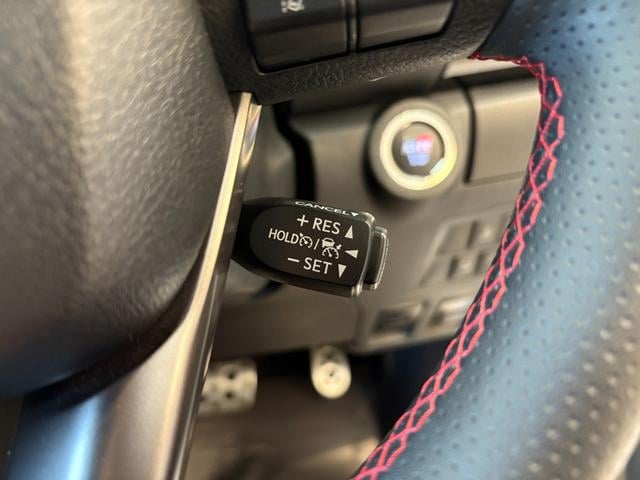 CANCEL
+ RES
HOLD /
− SET